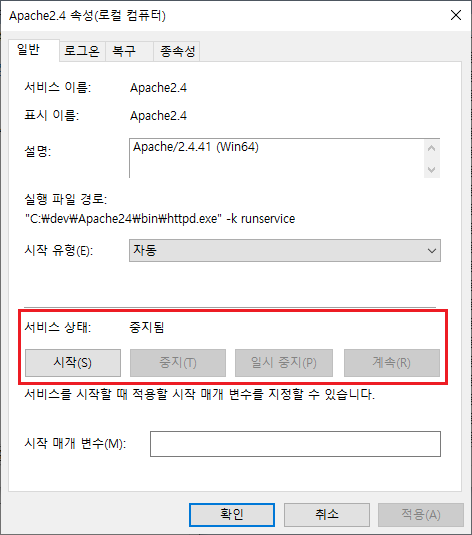 Apache2.4 속성(로컬 컴퓨터)
일반 로그온 복구 종속성
서비스 이름: Apache2.4
표시 이름: Apache2.4
설명: Apache/2.4.41 (Win64)
실행 파일 경로:
"C:\dev\Apache24\bin\httpd.exe" -k runservice
시작 유형(E): 자동
서비스 상태: 중지됨
시작(S) 중지(T) 일시 중지(P) 계속(R)
서비스를 시작할 때 적용할 시작 매개 변수를 지정할 수 있습니다.
시작 매개 변수(M):
확인 취소 적용(A)